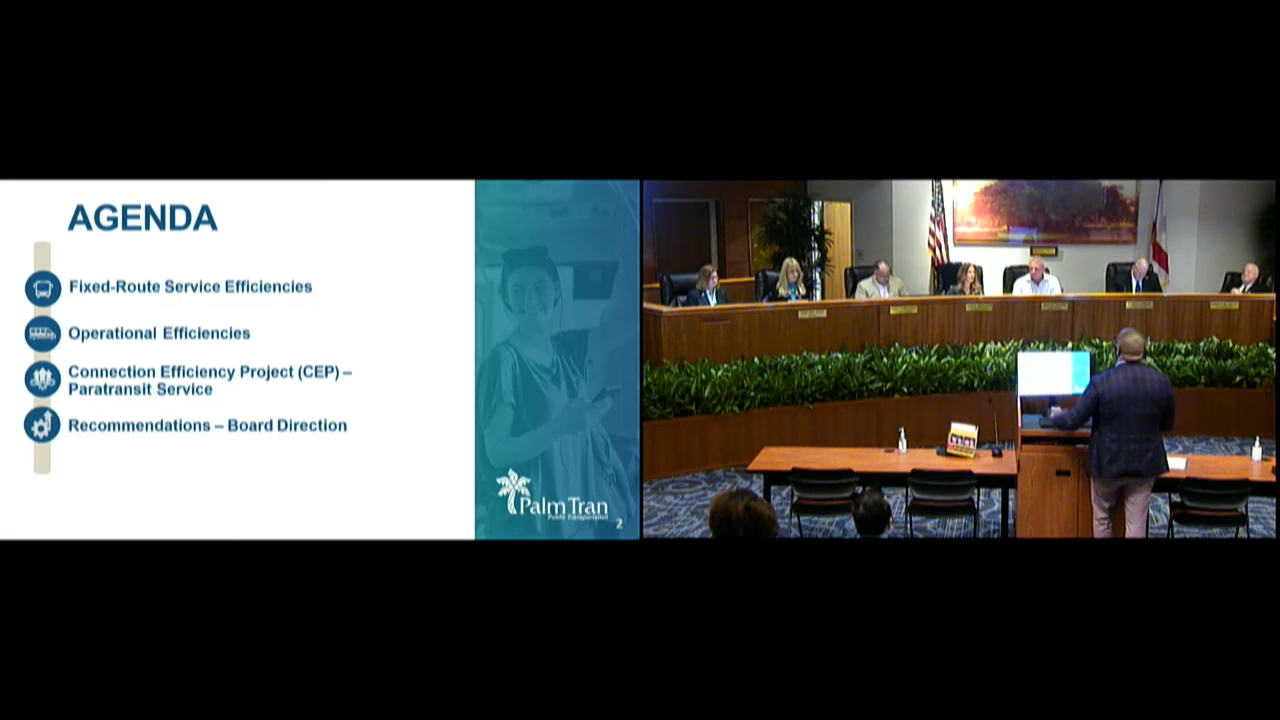 AGENDA
Fixed-Route Service Efficiencies
Operational Efficiencies
Connection Efficiency Project (CEP) –
Paratransit Service
Recommendations – Board Direction
Palm Tran
Public Transportation
2